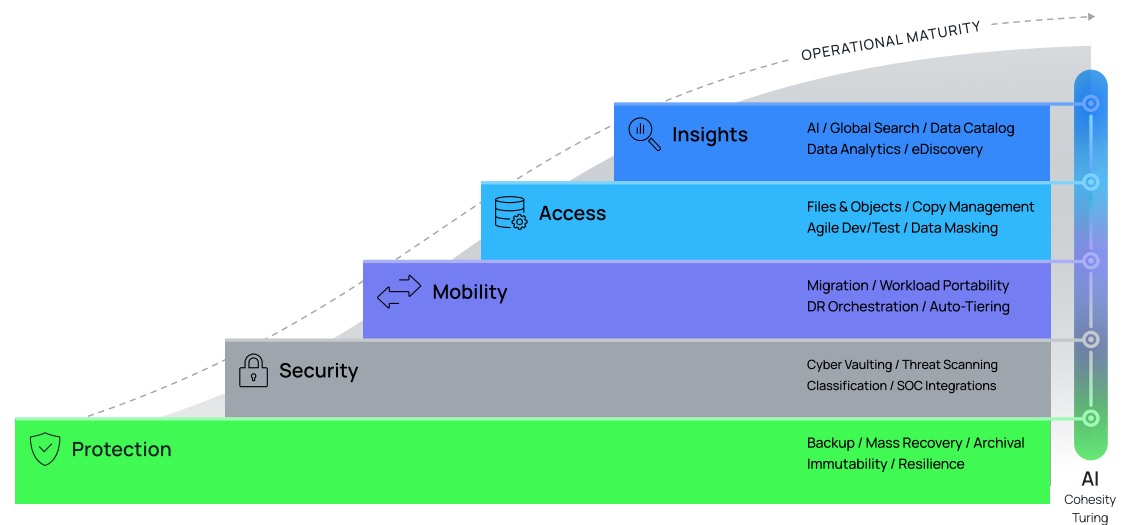 OPERATIONAL MATURITY
Insights
AI / Global Search / Data Catalog
Data Analytics / eDiscovery
Access
Files & Objects / Copy Management
Agile Dev/Test / Data Masking
Mobility
Migration / Workload Portability
DR Orchestration / Auto-Tiering
Security
Cyber Vaulting / Threat Scanning
Classification / SOC Integrations
Protection
Backup / Mass Recovery / Archival
Immutability / Resilience
AI
Cohesity
Turing